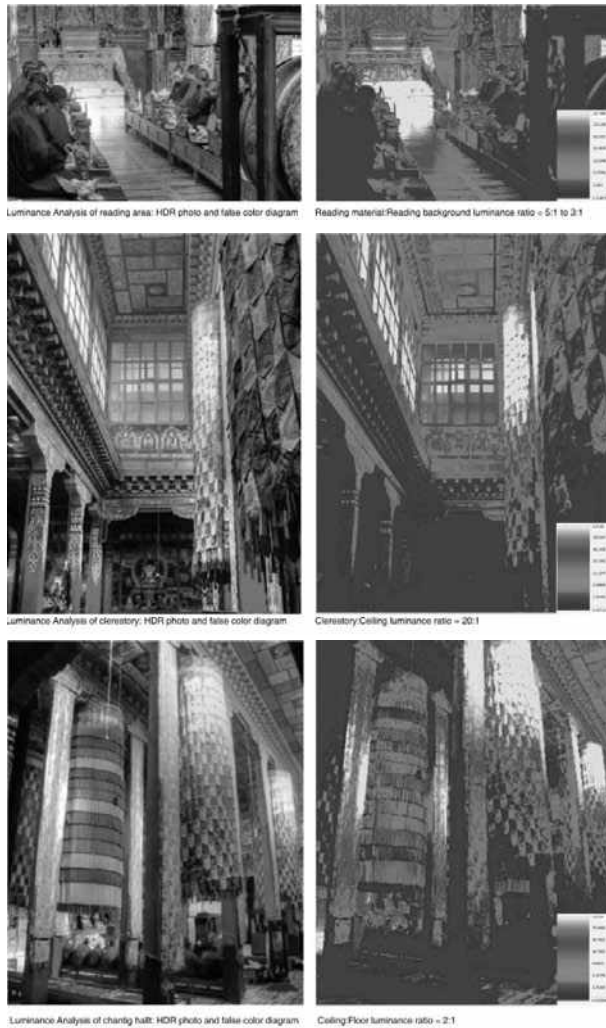 Luminance Analysis of reading area: HDR photo and false color diagram
Reading material:Reading background luminance ratio = 5:1 to 3:1
Luminance Analysis of clerestory: HDR photo and false color diagram
Clerestory:Ceiling luminance ratio = 20:1
Luminance Analysis of chantig hallt: HDR photo and false color diagram
Ceiling:Floor luminance ratio = 2:1